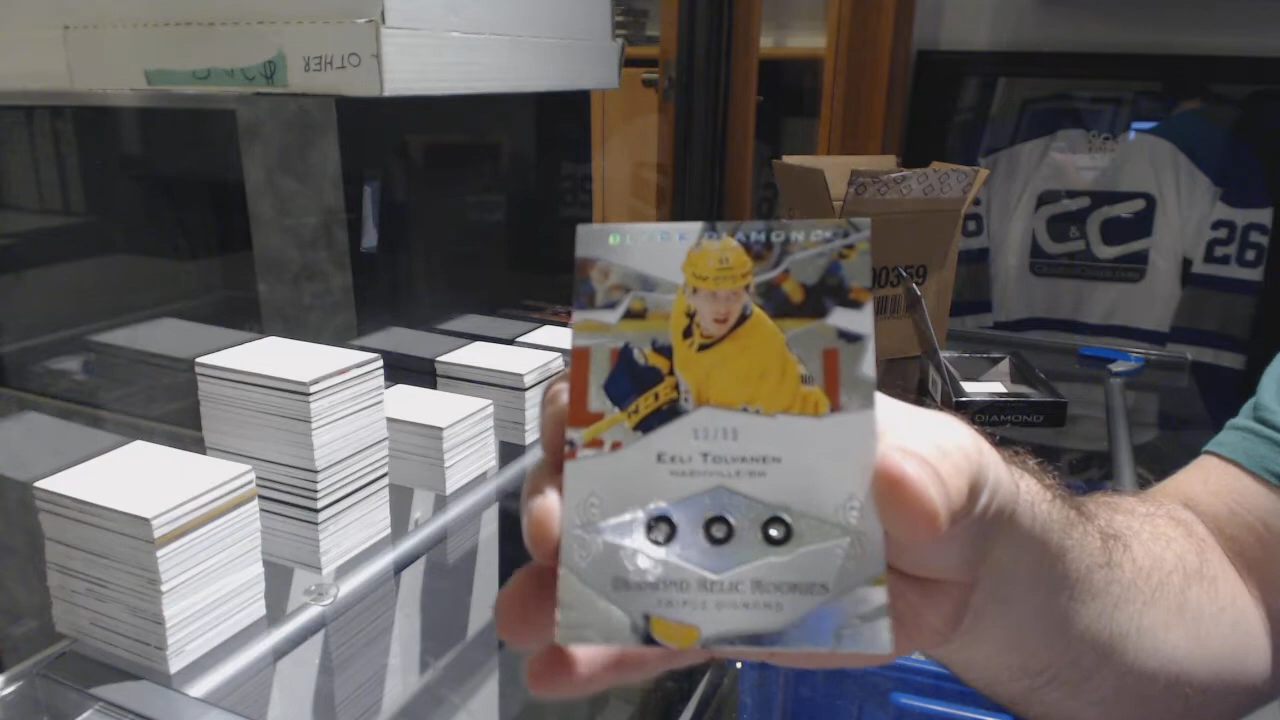 OTHER
BLACK DIAMOND
EELI TOLVANEN
NASHVILLE/RW
DIAMOND RELIC ROOKIES
TRIPLE DIAMOND
00359
DIAMOND
C&C
26